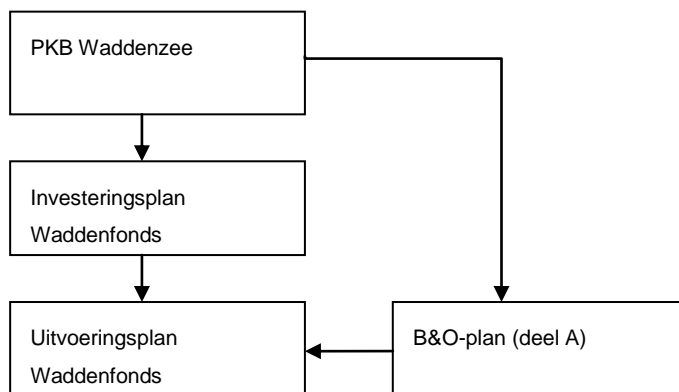 PKB Waddenzee
Investeringsplan
Waddenfonds
Uitvoeringsplan
Waddenfonds
B&O-plan (deel A)